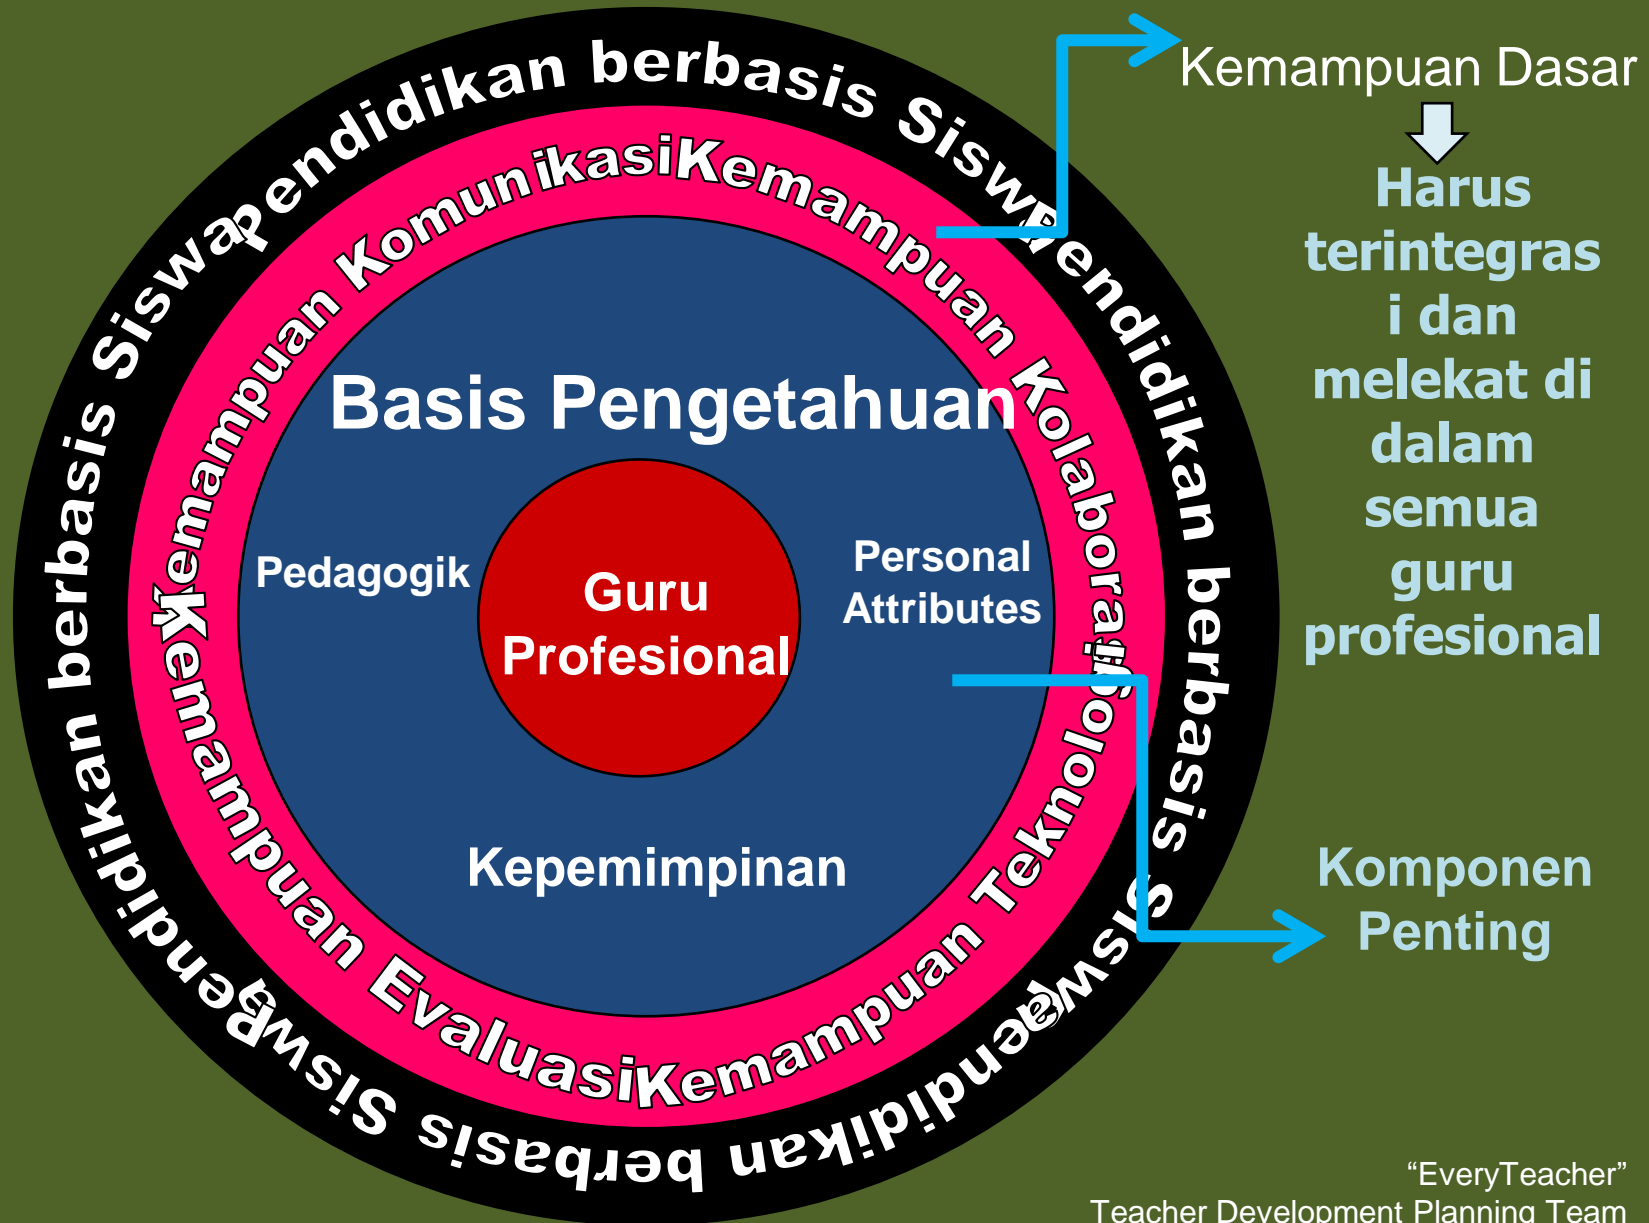 Pendidikan berbasis Siswa
Pendidikan berbasis Siswa
Pendidikan berbasis Siswa
Pendidikan berbasis Siswa
Kemampuan Komunikasi
Kemampuan Kolaborasi
Kemampuan Teknologi
Kemampuan Evaluasi
Basis Pengetahuan
Pedagogik
Personal
Attributes
Guru
Profesional
Kepemimpinan
Kemampuan Dasar
Harus
terintegras
i dan
melekat di
dalam
semua
guru
profesional
Komponen
Penting
“EveryTeacher”
Teacher Development Planning Team